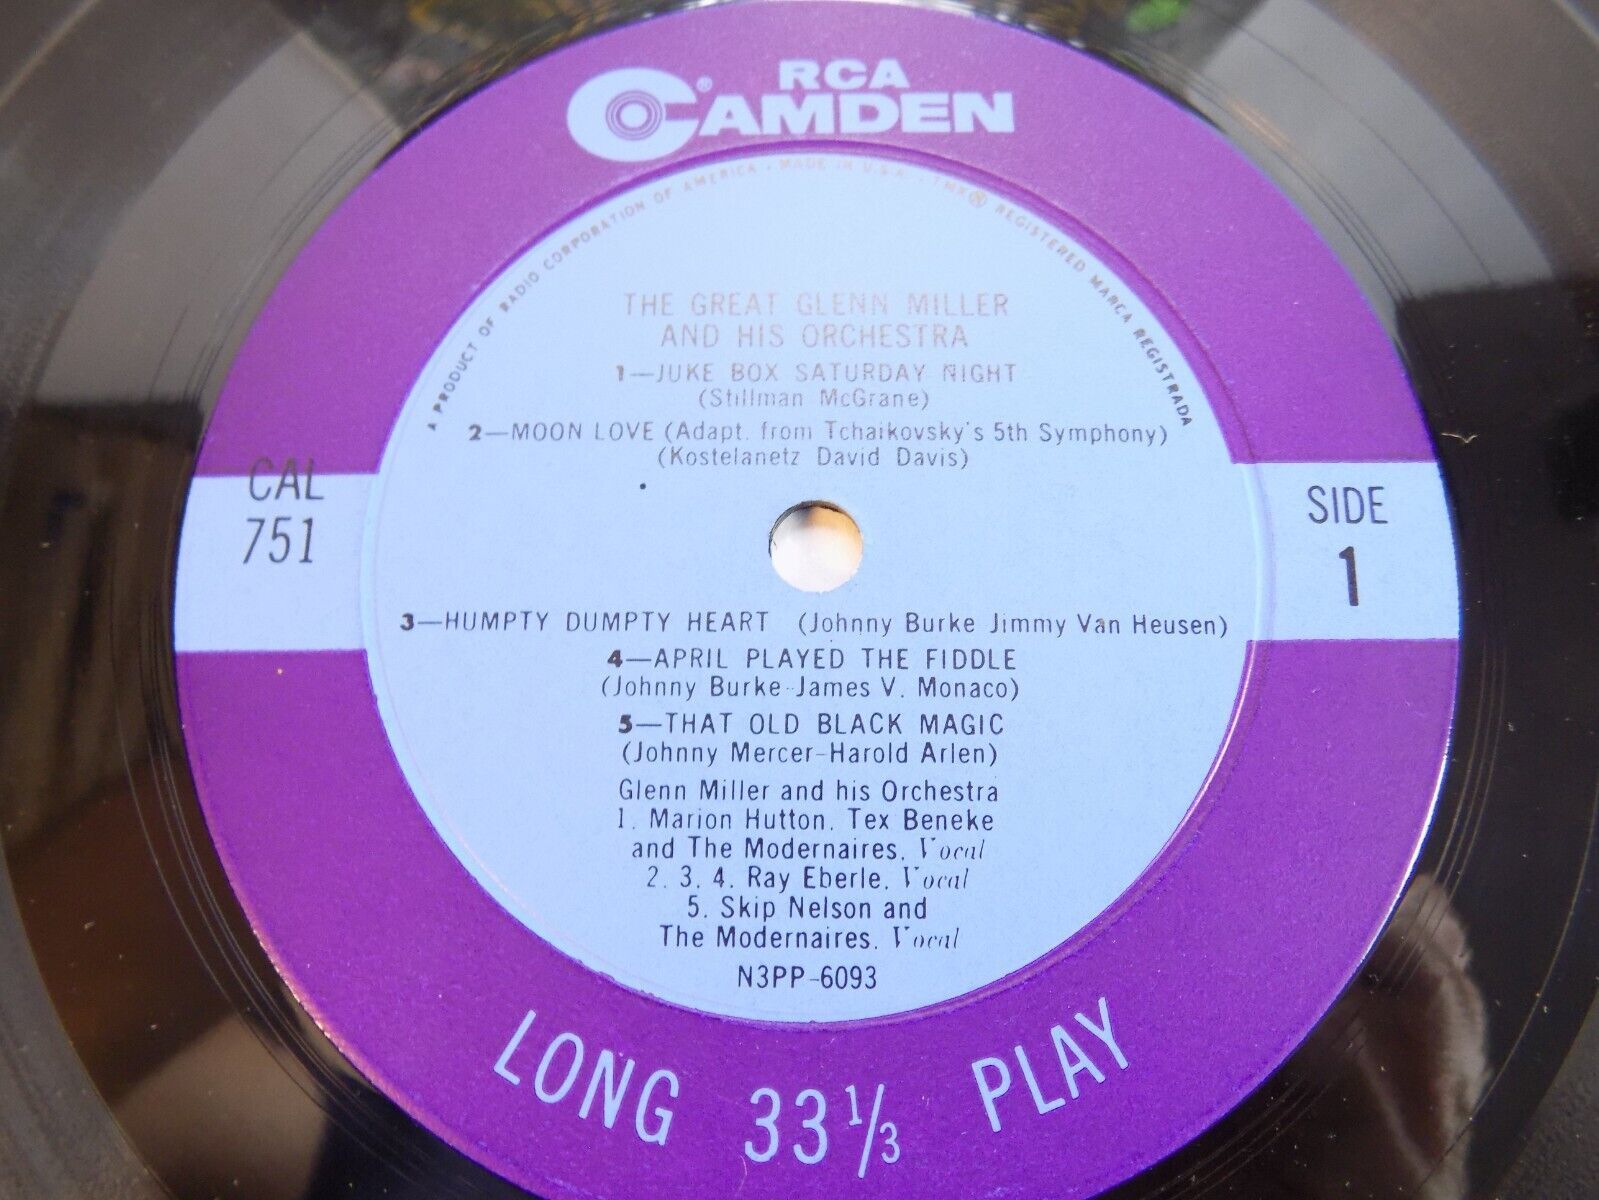 RCA
CAMDEN®
A PRODUCT OF RADIO CORPORATION OF AMERICA · MADE IN U.S.A. · TMK(S)® REGISTERED MARCA REGISTRADA
THE GREAT GLENN MILLER
AND HIS ORCHESTRA
1—JUKE BOX SATURDAY NIGHT
(Stillman McGrane)
2—MOON LOVE (Adapt. from Tchaikovsky's 5th Symphony)
(Kostelanetz David Davis)
CAL
751
SIDE
1
3—HUMPTY DUMPTY HEART (Johnny Burke Jimmy Van Heusen)
4—APRIL PLAYED THE FIDDLE
(Johnny Burke-James V. Monaco)
5—THAT OLD BLACK MAGIC
(Johnny Mercer-Harold Arlen)
Glenn Miller and his Orchestra
1. Marion Hutton, Tex Beneke
and The Modernaires, Vocal
2. 3. 4. Ray Eberle, Vocal
5. Skip Nelson and
The Modernaires, Vocal
N3PP-6093
LONG 33 1/3 PLAY